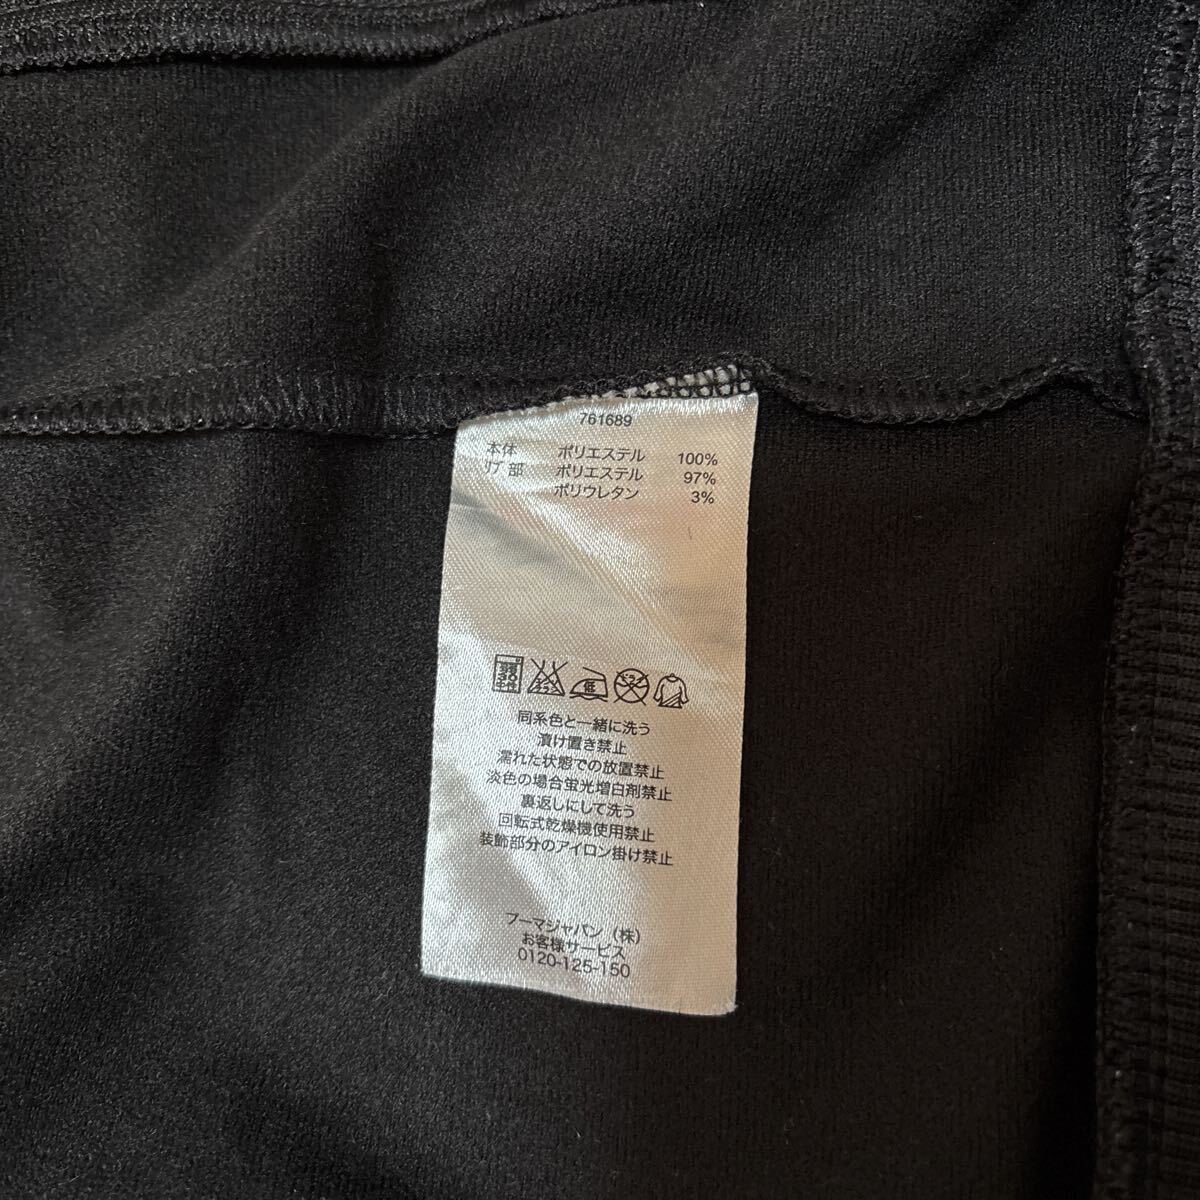 761689
本体 ポリエステル 100%
リブ部 ポリエステル 97%
ポリウレタン 3%
低
同系色と一緒に洗う
漬け置き禁止
濡れた状態での放置禁止
淡色の場合蛍光増白剤禁止
裏返しにして洗う
回転式乾燥機使用禁止
装飾部分のアイロン掛け禁止
プーマジャパン(株)
お客様サービス
0120-125-150